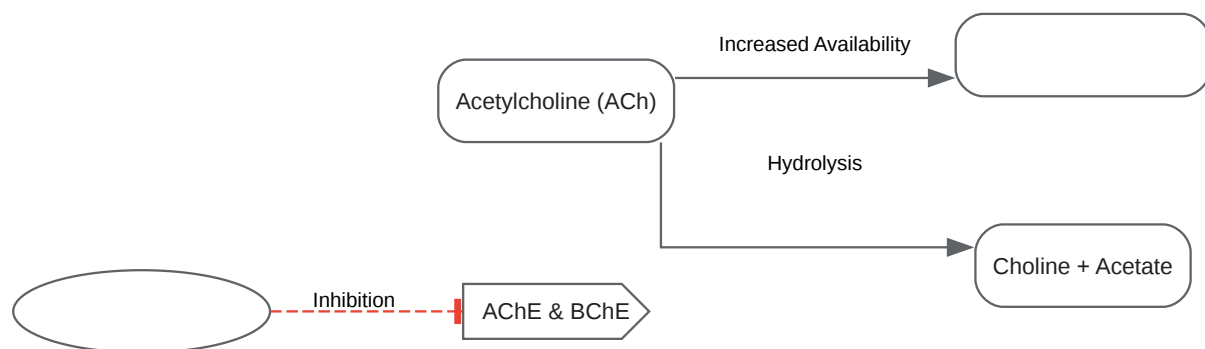 Increased Availability
Acetylcholine (ACh)
Hydrolysis
Choline + Acetate
Inhibition
AChE & BChE